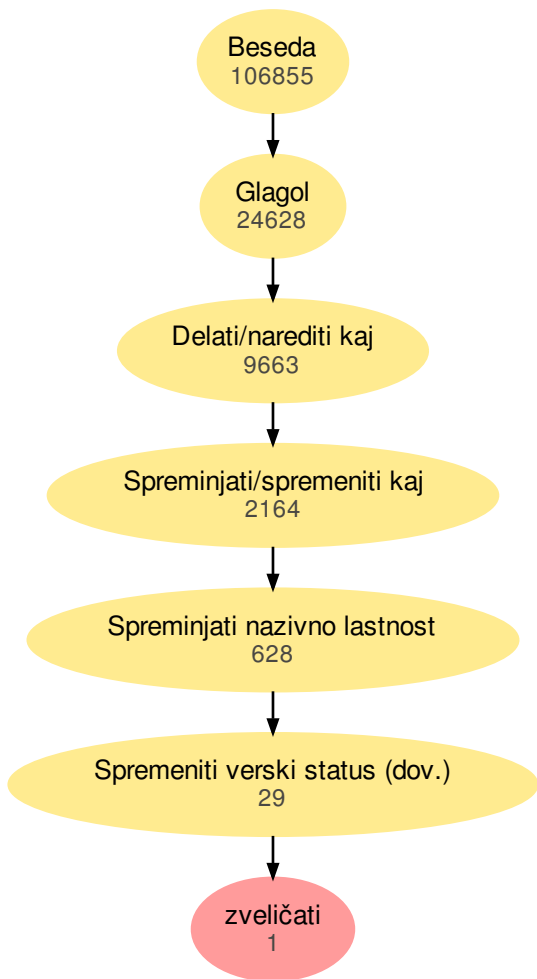 Beseda
106855
Glagol
24628
Delati/narediti kaj
9663
Spreminjati/spremeniti kaj
2164
Spreminjati nazivno lastnost
628
Spremeniti verski status (dov.)
29
zveličati
1